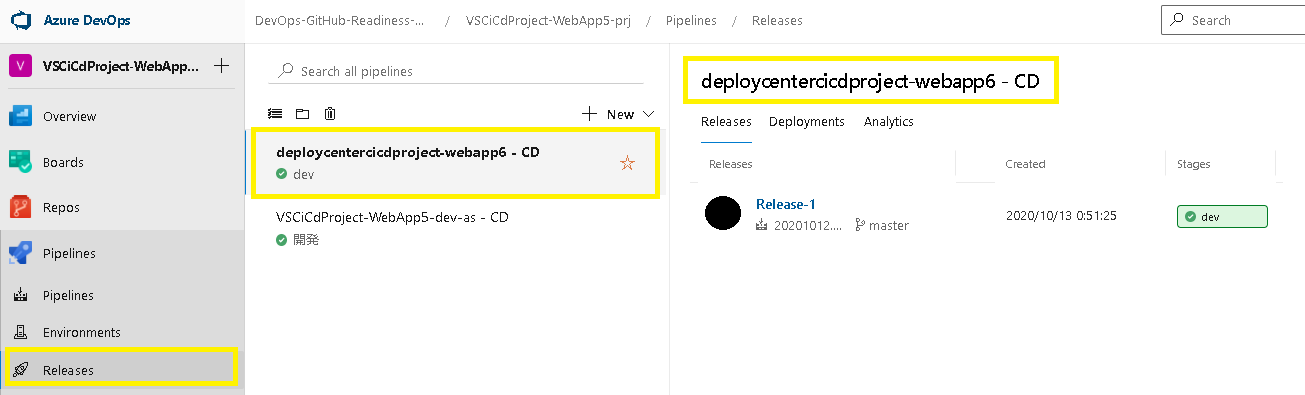 Azure DevOps
DevOps-GitHub-Readiness-... / VSCiCdProject-WebApp5-prj / Pipelines / Releases
Search
V VSCiCdProject-WebApp... +
Overview
Boards
Repos
Pipelines
Pipelines
Environments
Releases
Search all pipelines
+ New
deploycentercicdproject-webapp6 - CD
dev
VSCiCdProject-WebApp5-dev-as - CD
開発
deploycentercicdproject-webapp6 - CD
Releases Deployments Analytics
Releases Created Stages
Release-1
20201012.... master
2020/10/13 0:51:25
dev